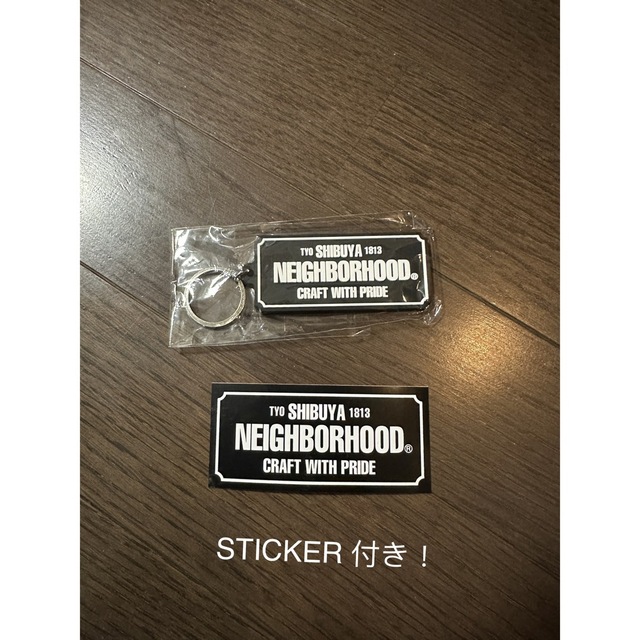 TYO SHIBUYA 1813
NEIGHBORHOOD®
CRAFT WITH PRIDE
TYO SHIBUYA 1813
NEIGHBORHOOD®
CRAFT WITH PRIDE
STICKER 付き！